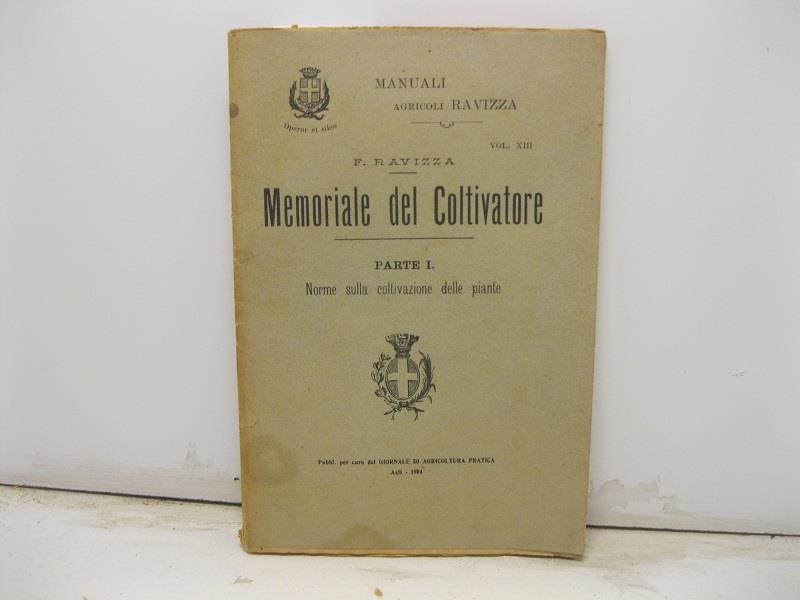 MANUALI
AGRICOLI RAVIZZA
Operor et sileo
VOL. XIII
F. RAVIZZA
Memoriale del Coltivatore
PARTE I.
Norme sulla coltivazione delle piante
Pubbl. per cura del GIORNALE DI AGRICOLTURA PRATICA
Asti - 1904